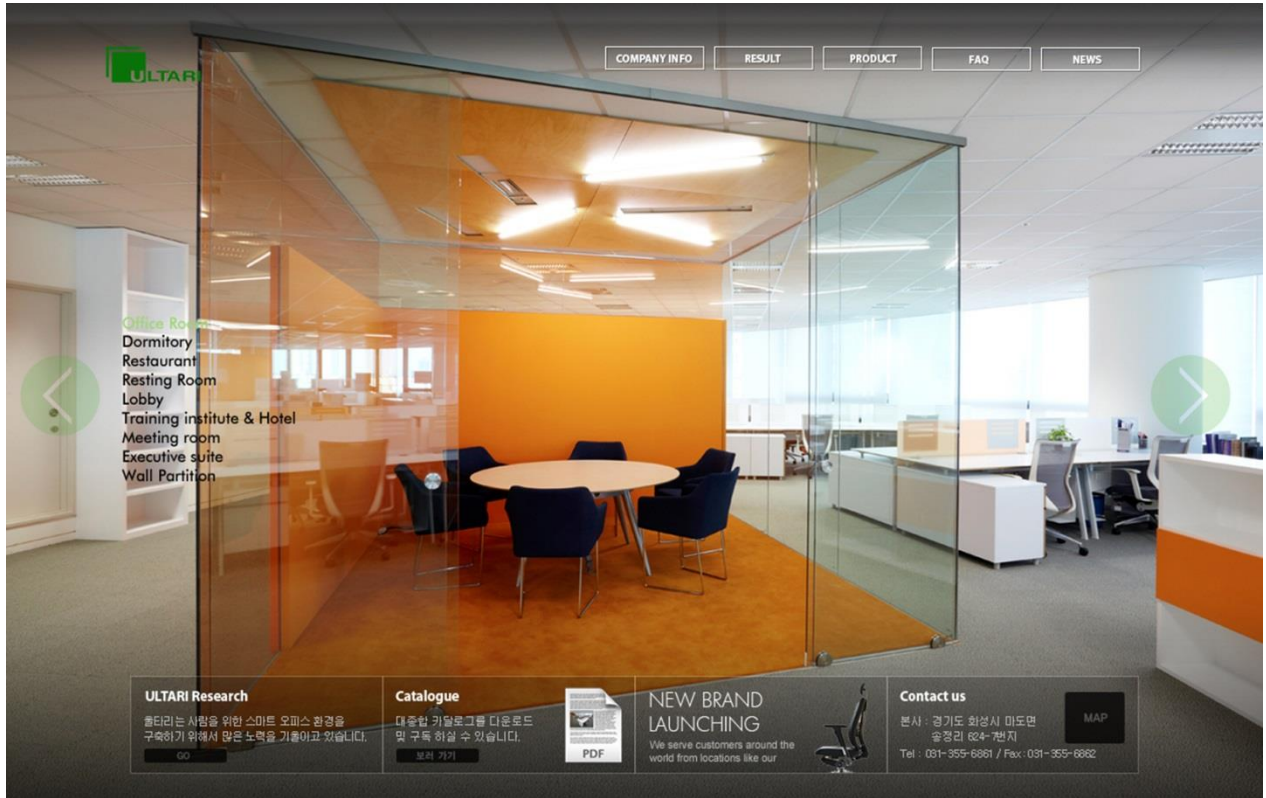 ULTARI
COMPANY INFO
RESULT
PRODUCT
FAQ
NEWS
Office Room
Dormitory
Restaurant
Resting Room
Lobby
Training institute & Hotel
Meeting room
Executive suite
Wall Partition
ULTARI Research
울타리는 사람을 위한 스마트 오피스 환경을
구축하기 위해서 많은 노력을 기울이고 있습니다.
GO
Catalogue
대중합 카달로그를 다운로드
및 구독 하실 수 있습니다.
보러 가기
PDF
NEW BRAND
LAUNCHING
We serve customers around the
world from locations like our
Contact us
본사 : 경기도 화성시 마도면
송정리 624-7번지
Tel : 031-355-6861 / Fax : 031-355-6862
MAP